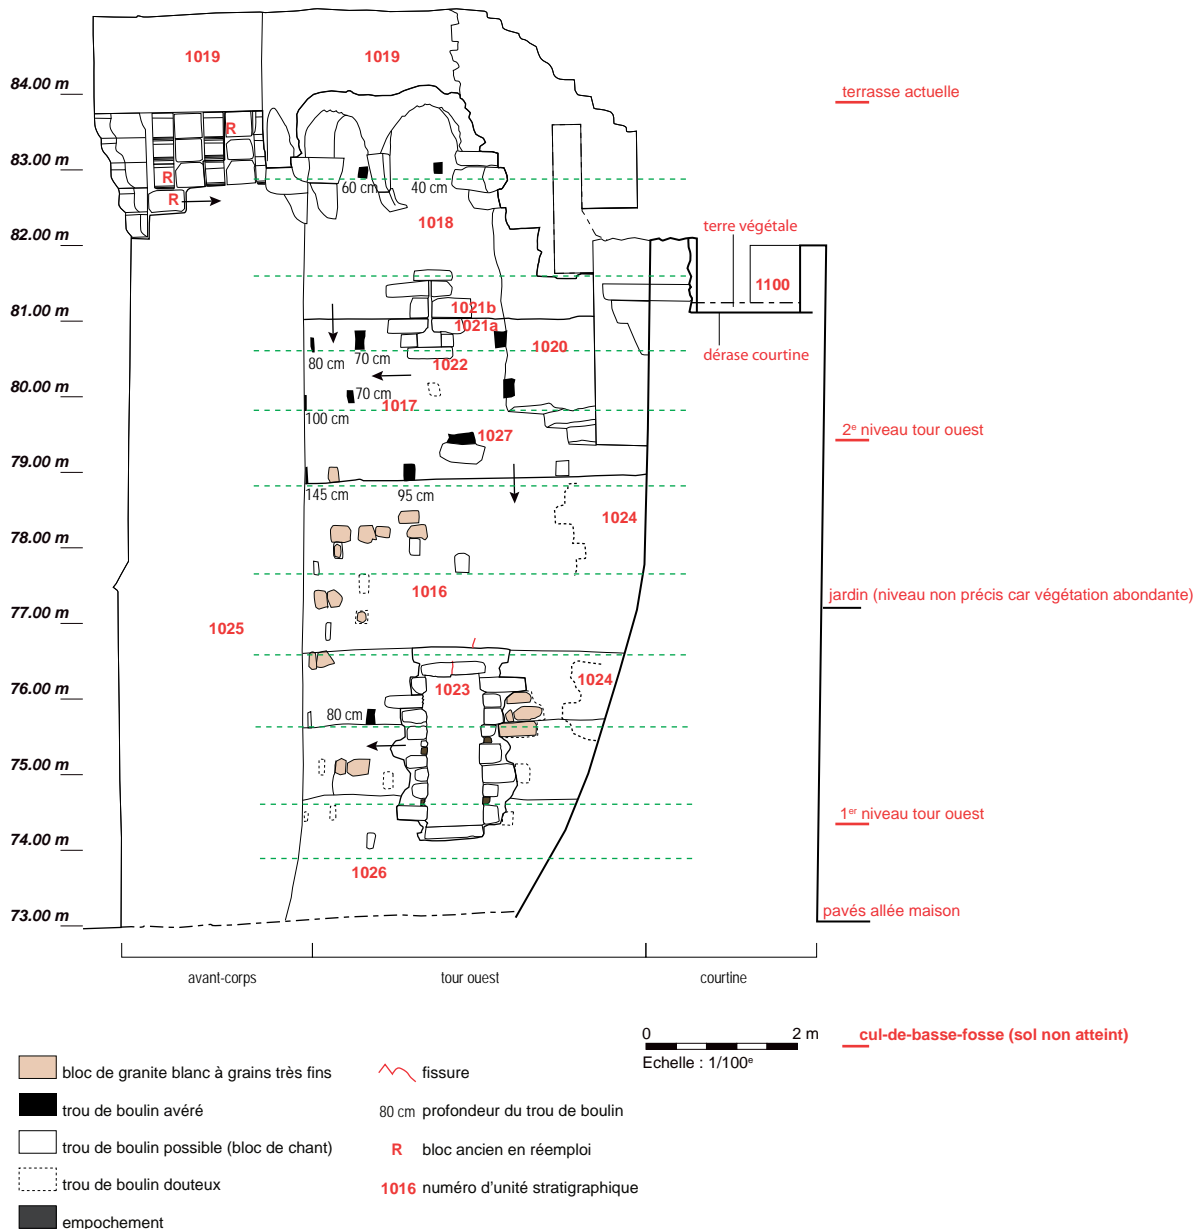 1019
1019
84.00 m
terrasse actuelle
R
83.00 m
R
60 cm
40 cm
R
1018
terre végétale
82.00 m
1100
1021b
81.00 m
1021a
1020
80 cm
70 cm
1022
dérase courtine
80.00 m
70 cm
1017
100 cm
1027
2e niveau tour ouest
79.00 m
145 cm
95 cm
1024
78.00 m
1016
jardin (niveau non précis car végétation abondante)
77.00 m
1025
1023
1024
76.00 m
80 cm
75.00 m
1er niveau tour ouest
74.00 m
1026
73.00 m
pavés allée maison
avant-corps
tour ouest
courtine
0
2 m
Echelle : 1/100e
cul-de-basse-fosse (sol non atteint)
bloc de granite blanc à grains très fins
trou de boulin avéré
trou de boulin possible (bloc de chant)
trou de boulin douteux
empochement
fissure
80 cm profondeur du trou de boulin
R bloc ancien en réemploi
1016 numéro d'unité stratigraphique